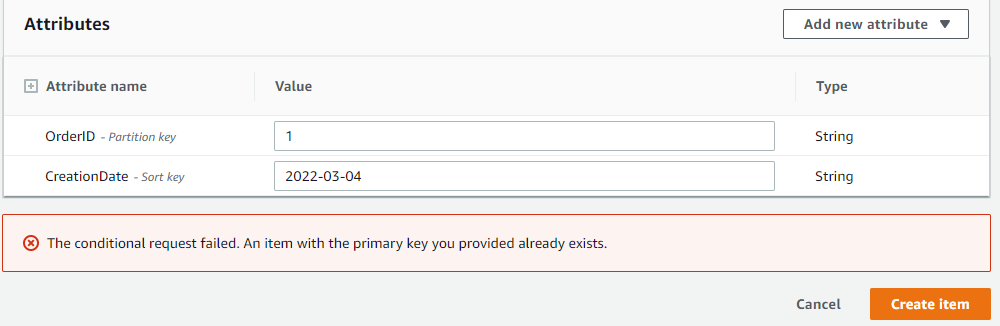 Attributes
Add new attribute
Attribute name
Value
Type
OrderID - Partition key
1
String
CreationDate - Sort key
2022-03-04
String
The conditional request failed. An item with the primary key you provided already exists.
Cancel
Create item